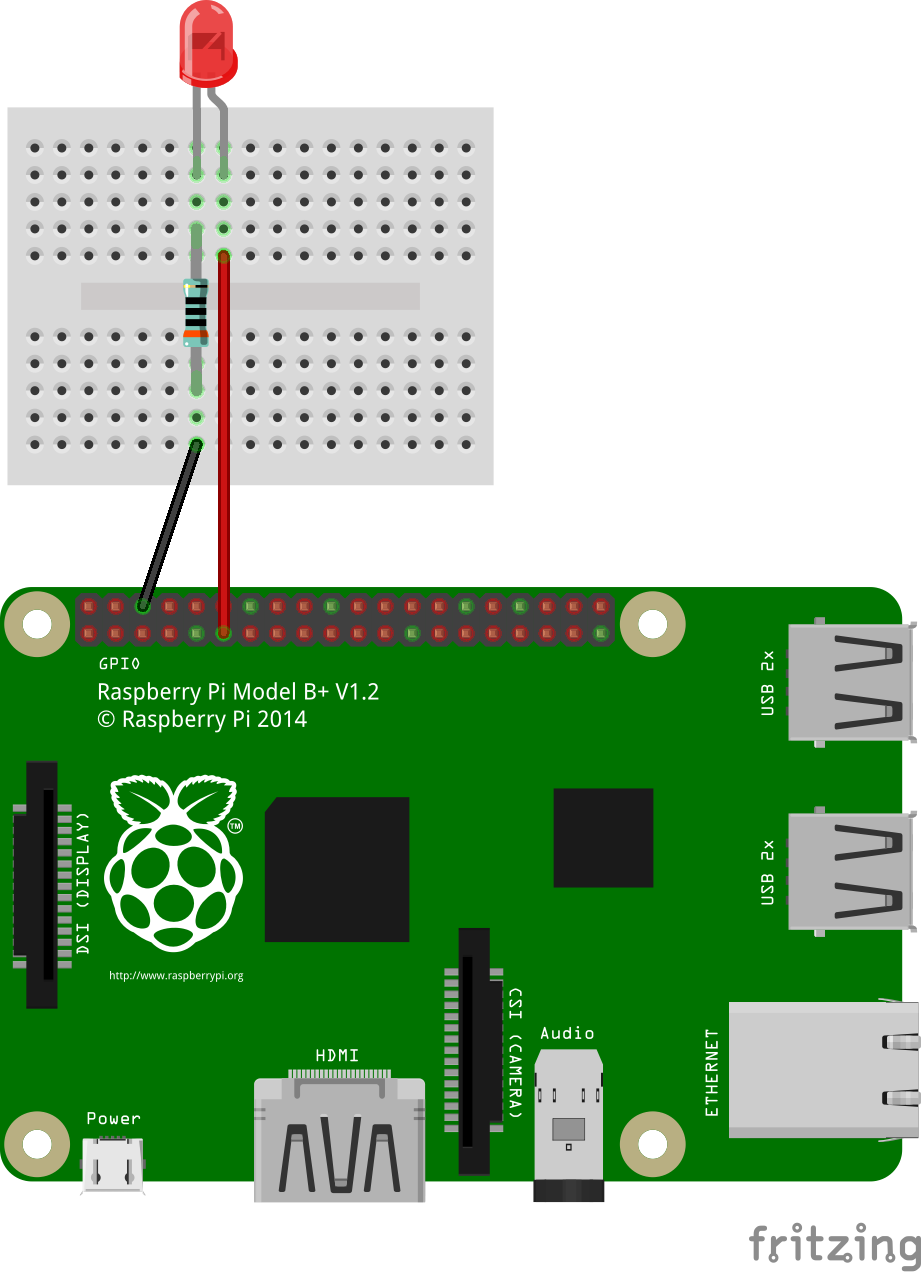 GPIO
Raspberry Pi Model B+ V1.2
© Raspberry Pi 2014
USB 2x
DSI (DISPLAY)
TM
USB 2x
http://www.raspberrypi.org
CSI (CAMERA)
Audio
ETHERNET
HDMI
Power
fritzing